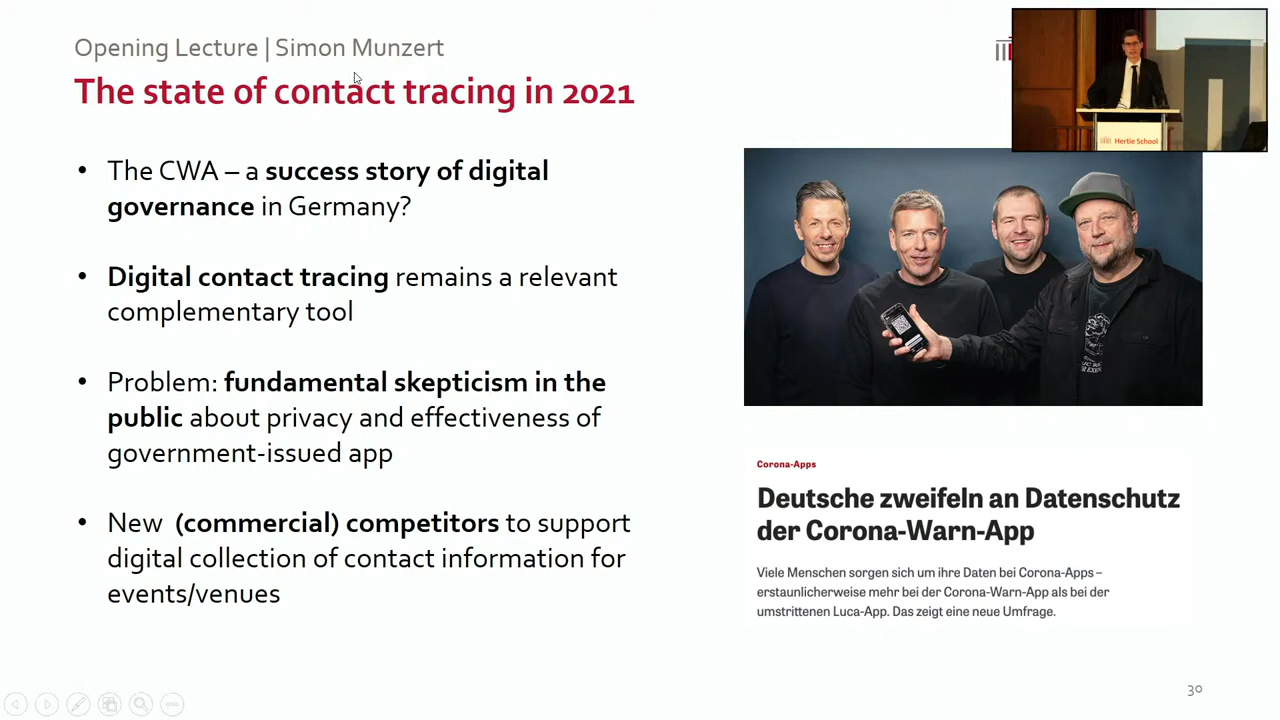 Opening Lecture | Simon Munzert
The state of contact tracing in 2021
• The CWA – a success story of digital
governance in Germany?
• Digital contact tracing remains a relevant
complementary tool
• Problem: fundamental skepticism in the
public about privacy and effectiveness of
government-issued app
• New (commercial) competitors to support
digital collection of contact information for
events/venues
Hertie School
Corona-Apps
Deutsche zweifeln an Datenschutz
der Corona-Warn-App
Viele Menschen sorgen sich um ihre Daten bei Corona-Apps –
erstaunlicherweise mehr bei der Corona-Warn-App als bei der
umstrittenen Luca-App. Das zeigt eine neue Umfrage.
30